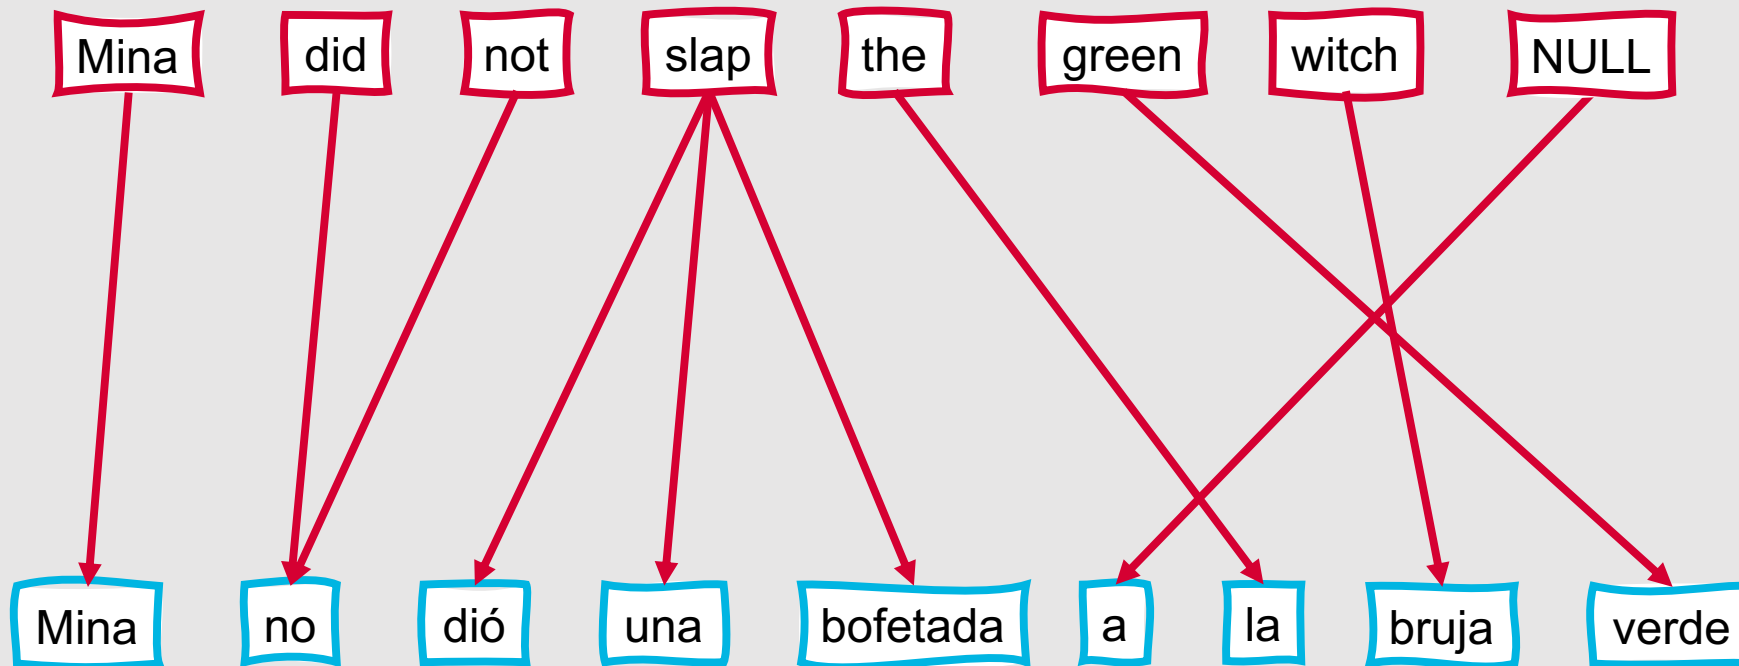 Mina did not slap the green witch NULL
Mina no dió una bofetada a la bruja verde